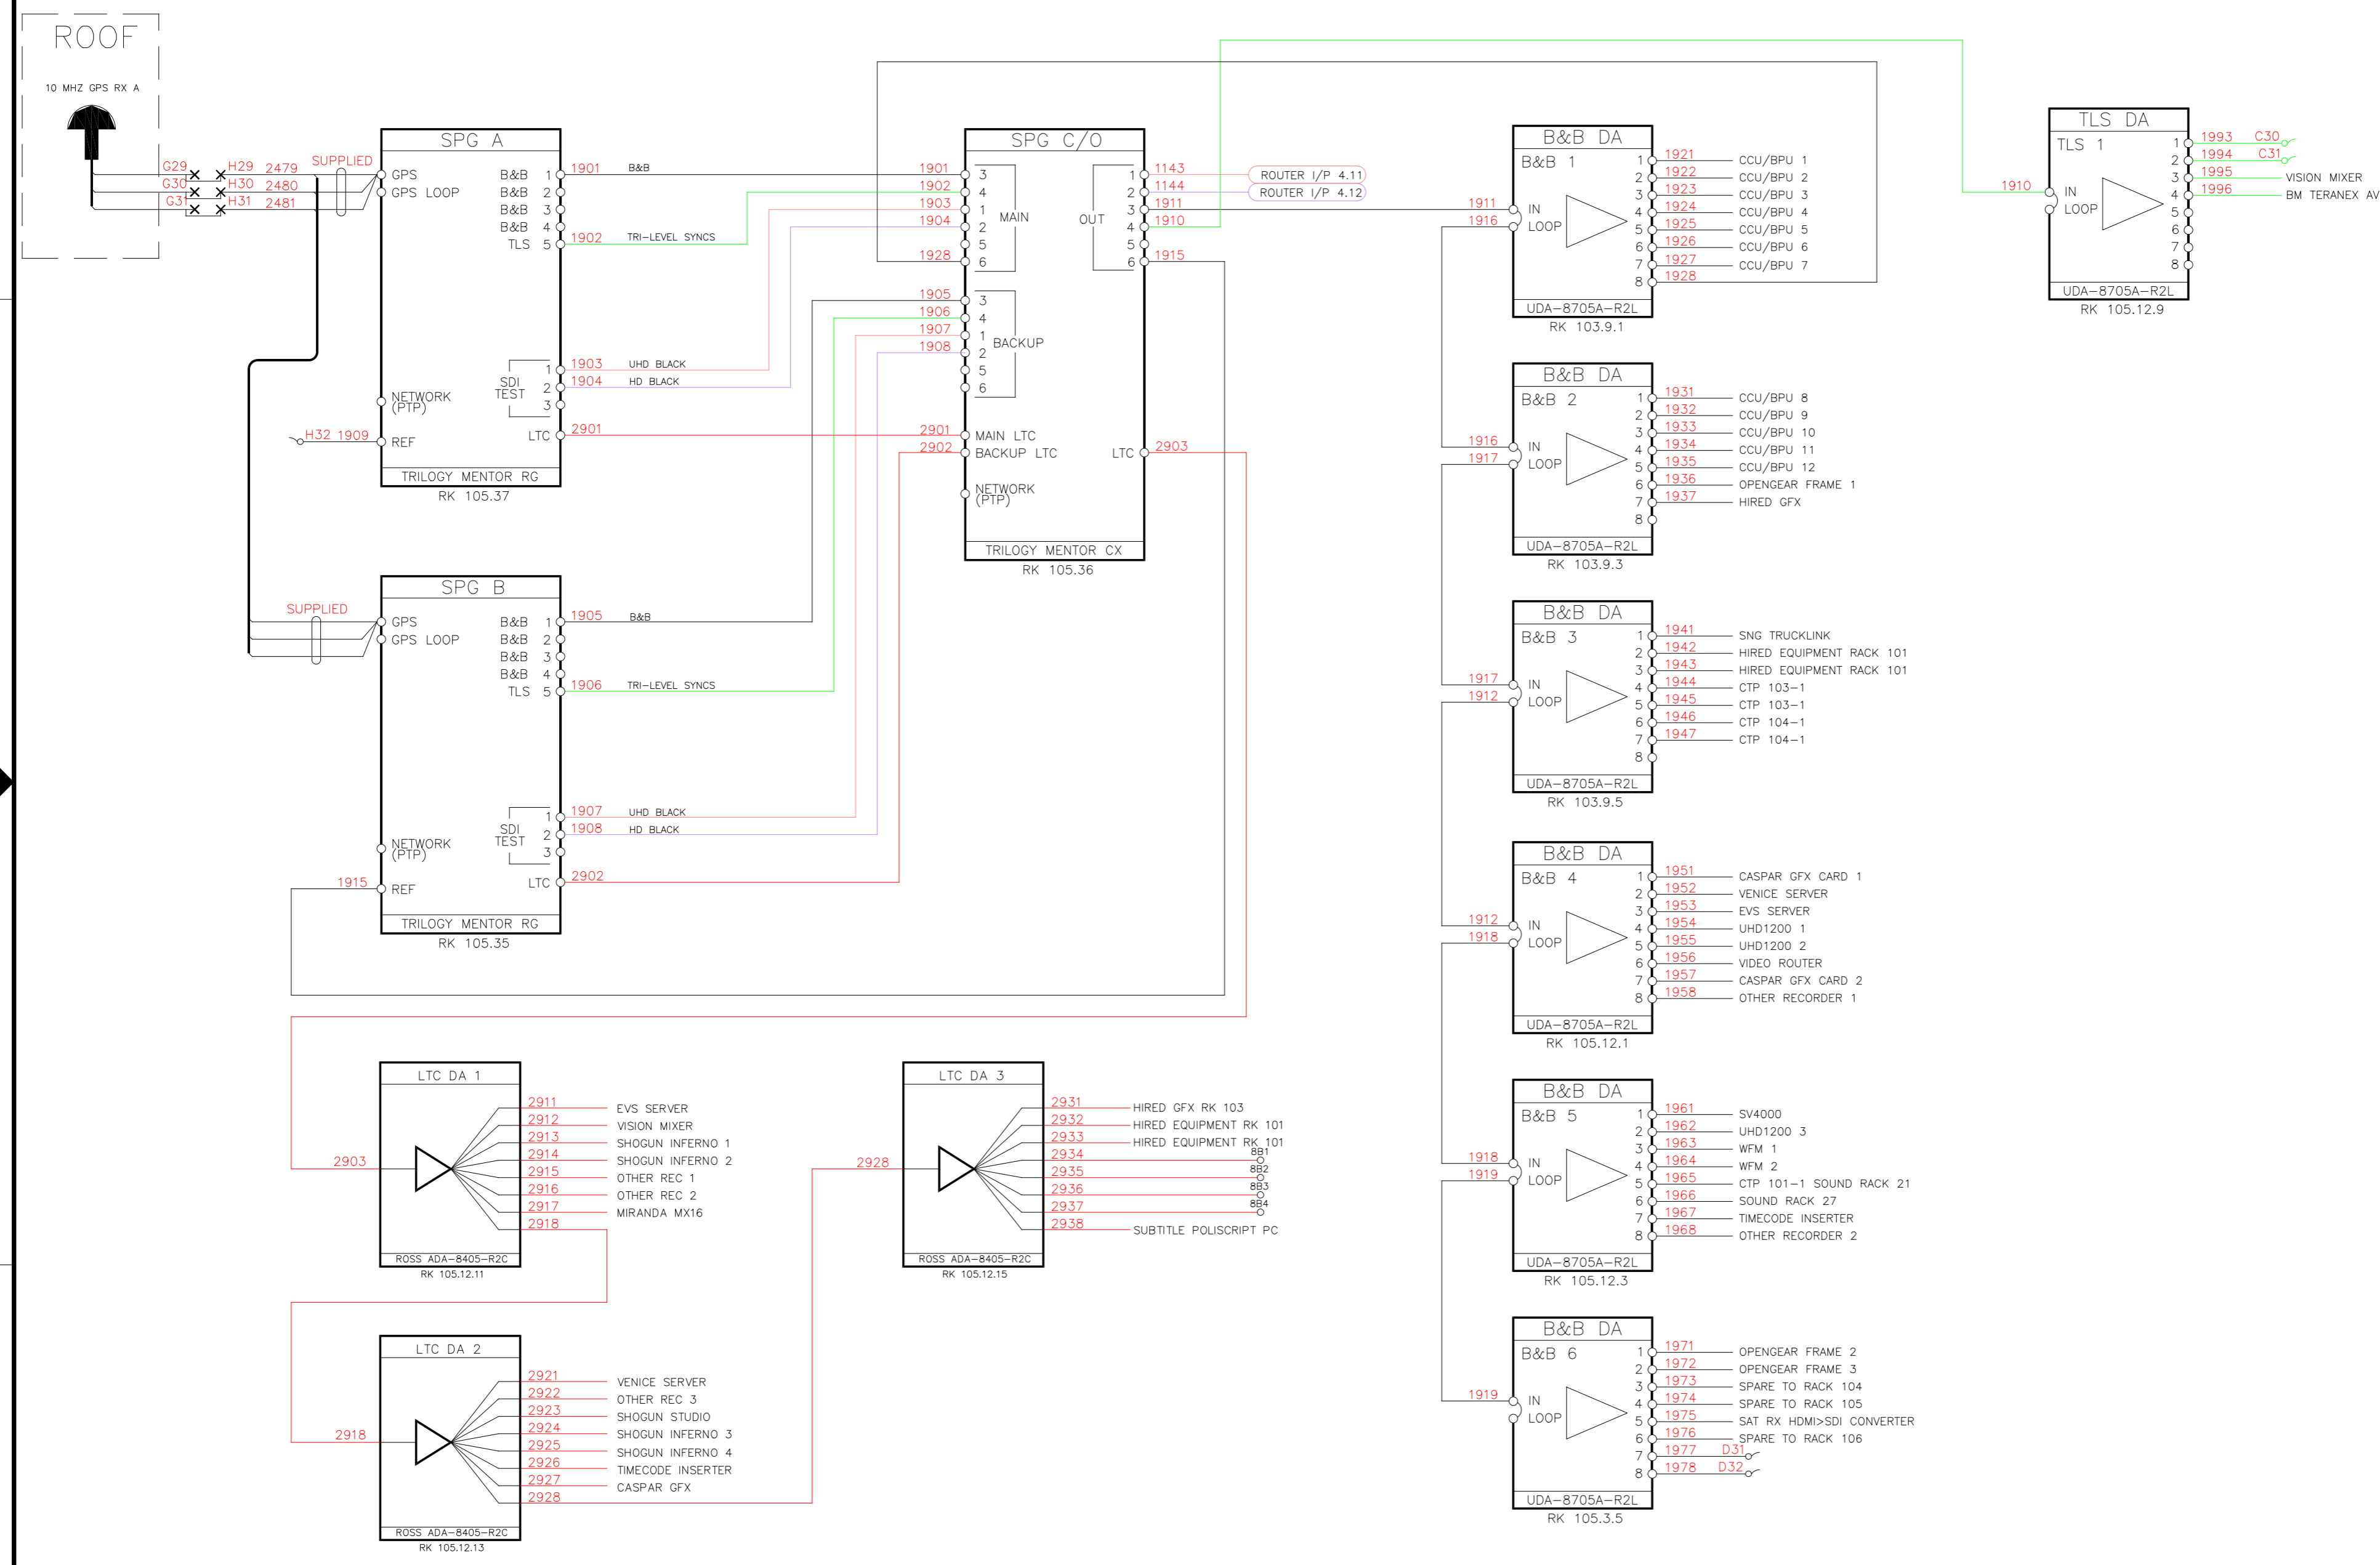 ROOF
10 MHZ GPS RX A
G29 H29 2479 SUPPLIED
G30 H30 2480
G31 H31 2481
SPG A
GPS
GPS LOOP
B&B 1 1901 B&B
B&B 2
B&B 3
B&B 4
TLS 5 1902 TRI-LEVEL SYNCS
SDI TEST
1 1903 UHD BLACK
2 1904 HD BLACK
3
NETWORK
(PTP)
H32 1909 REF
LTC 2901
TRILOGY MENTOR RG
RK 105.37
SPG B
SUPPLIED
GPS
GPS LOOP
B&B 1 1905 B&B
B&B 2
B&B 3
B&B 4
TLS 5 1906 TRI-LEVEL SYNCS
SDI TEST
1 1907 UHD BLACK
2 1908 HD BLACK
3
NETWORK
(PTP)
1915 REF
LTC 2902
TRILOGY MENTOR RG
RK 105.35
SPG C/O
1901 3
1902 4
1903 1
1904 2
5
1928 6
MAIN
1905 3
1906 4
1907 1
1908 2
5
6
BACKUP
2901 MAIN LTC
2902 BACKUP LTC
NETWORK
(PTP)
OUT
1 1143 ROUTER I/P 4.11
2 1144 ROUTER I/P 4.12
3 1911
4 1910
5
6 1915
LTC 2903
TRILOGY MENTOR CX
RK 105.36
B&B DA
B&B 1
1911 IN
1916 LOOP
1 1921 CCU/BPU 1
2 1922 CCU/BPU 2
3 1923 CCU/BPU 3
4 1924 CCU/BPU 4
5 1925 CCU/BPU 5
6 1926 CCU/BPU 6
7 1927 CCU/BPU 7
8 1928
UDA-8705A-R2L
RK 103.9.1
B&B DA
B&B 2
1916 IN
1917 LOOP
1 1931 CCU/BPU 8
2 1932 CCU/BPU 9
3 1933 CCU/BPU 10
4 1934 CCU/BPU 11
5 1935 CCU/BPU 12
6 1936 OPENGEAR FRAME 1
7 1937 HIRED GFX
8
UDA-8705A-R2L
RK 103.9.3
B&B DA
B&B 3
1917 IN
1912 LOOP
1 1941 SNG TRUCKLINK
2 1942 HIRED EQUIPMENT RACK 101
3 1943 HIRED EQUIPMENT RACK 101
4 1944 CTP 103-1
5 1945 CTP 103-1
6 1946 CTP 104-1
7 1947 CTP 104-1
8
UDA-8705A-R2L
RK 103.9.5
B&B DA
B&B 4
1912 IN
1918 LOOP
1 1951 CASPAR GFX CARD 1
2 1952 VENICE SERVER
3 1953 EVS SERVER
4 1954 UHD1200 1
5 1955 UHD1200 2
6 1956 VIDEO ROUTER
7 1957 CASPAR GFX CARD 2
8 1958 OTHER RECORDER 1
UDA-8705A-R2L
RK 105.12.1
B&B DA
B&B 5
1918 IN
1919 LOOP
1 1961 SV4000
2 1962 UHD1200 3
3 1963 WFM 1
4 1964 WFM 2
5 1965 CTP 101-1 SOUND RACK 21
6 1966 SOUND RACK 27
7 1967 TIMECODE INSERTER
8 1968 OTHER RECORDER 2
UDA-8705A-R2L
RK 105.12.3
B&B DA
B&B 6
1919 IN
LOOP
1 1971 OPENGEAR FRAME 2
2 1972 OPENGEAR FRAME 3
3 1973 SPARE TO RACK 104
4 1974 SPARE TO RACK 105
5 1975 SAT RX HDMI>SDI CONVERTER
6 1976 SPARE TO RACK 106
7 1977 D31
8 1978 D32
UDA-8705A-R2L
RK 105.3.5
TLS DA
TLS 1
1910 IN
LOOP
1 1993 C30
2 1994 C31
3 1995 VISION MIXER
4 1996 BM TERANEX AV
5
6
7
8
UDA-8705A-R2L
RK 105.12.9
LTC DA 1
2903
2911 EVS SERVER
2912 VISION MIXER
2913 SHOGUN INFERNO 1
2914 SHOGUN INFERNO 2
2915 OTHER REC 1
2916 OTHER REC 2
2917 MIRANDA MX16
2918
ROSS ADA-8405-R2C
RK 105.12.11
LTC DA 2
2918
2921 VENICE SERVER
2922 OTHER REC 3
2923 SHOGUN STUDIO
2924 SHOGUN INFERNO 3
2925 SHOGUN INFERNO 4
2926 TIMECODE INSERTER
2927 CASPAR GFX
2928
ROSS ADA-8405-R2C
RK 105.12.13
LTC DA 3
2928
2931 HIRED GFX RK 103
2932 HIRED EQUIPMENT RK 101
2933 HIRED EQUIPMENT RK 101
2934 8B1
2935 8B2
2936 8B3
2937 8B4
2938 SUBTITLE POLISCRIPT PC
ROSS ADA-8405-R2C
RK 105.12.15